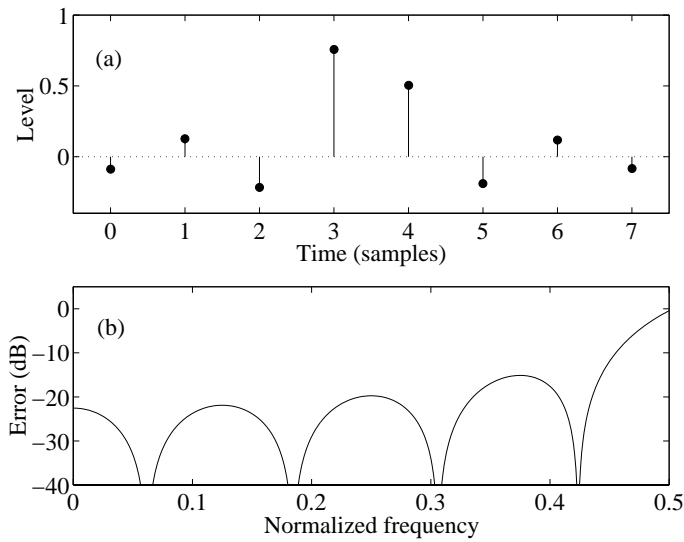 1
(a)
0.5
Level
0
0 1 2 3 4 5 6 7
Time (samples)
0
(b)
−10
Error (dB)
−20
−30
−40
0 0.1 0.2 0.3 0.4 0.5
Normalized frequency